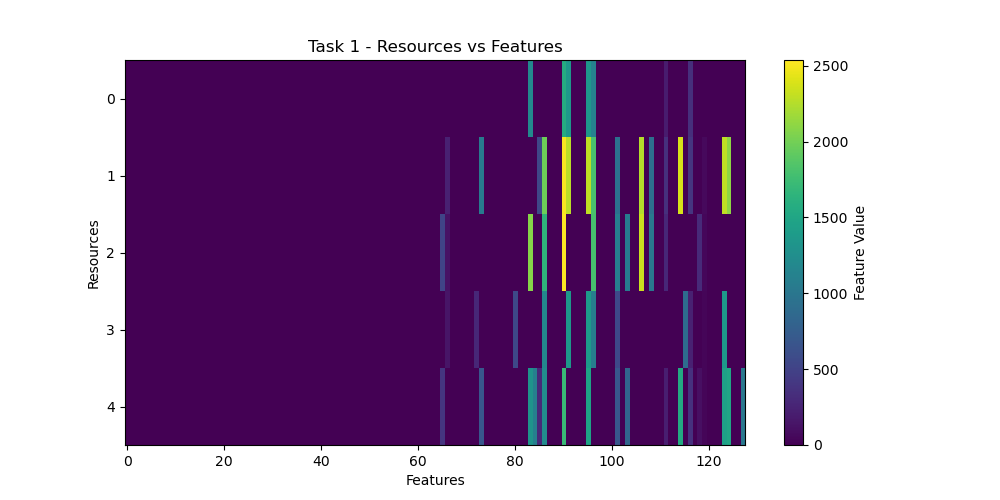 Task 1 - Resources vs Features
0
1
2
3
4
Resources
0 20 40 60 80 100 120
Features
2500
2000
1500
1000
500
0
Feature Value